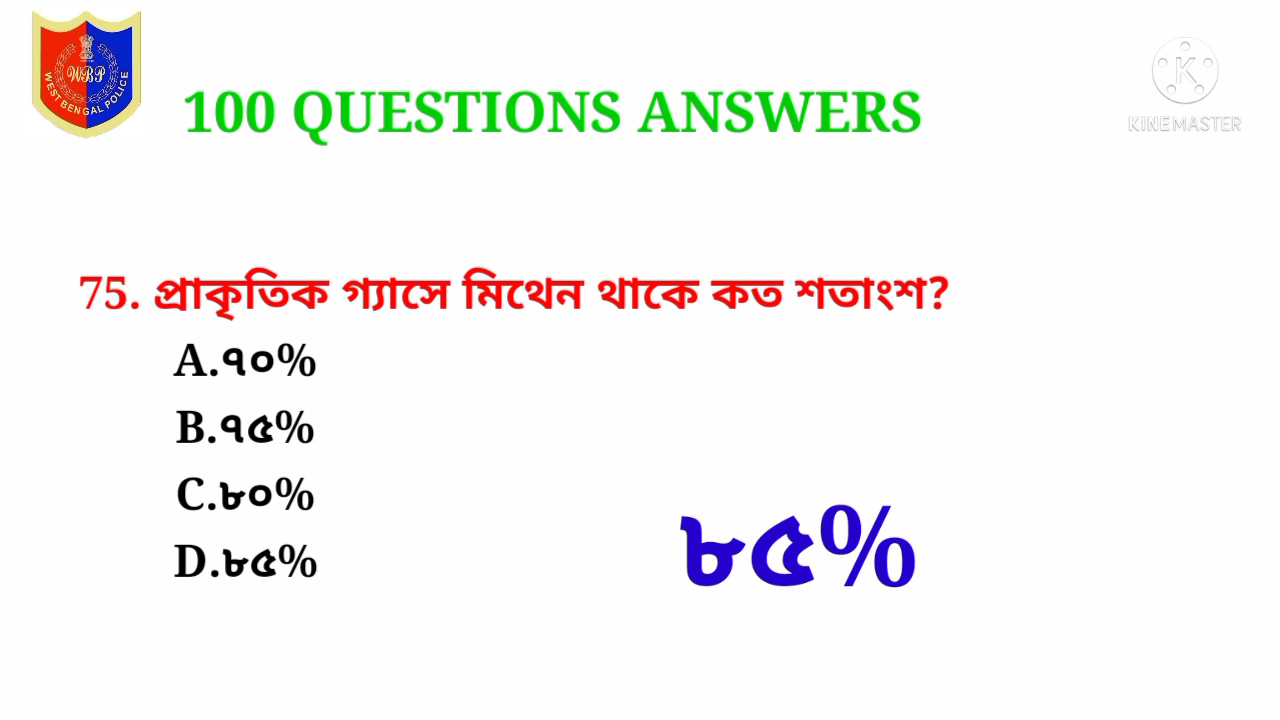 WBP
WEST BENGAL POLICE
K
KINEMASTER
100 QUESTIONS ANSWERS
75. প্রাকৃতিক গ্যাসে মিথেন থাকে কত শতাংশ?
A.৭০%
B.৭৫%
C.৮০%
D.৮৫%
৮৫%